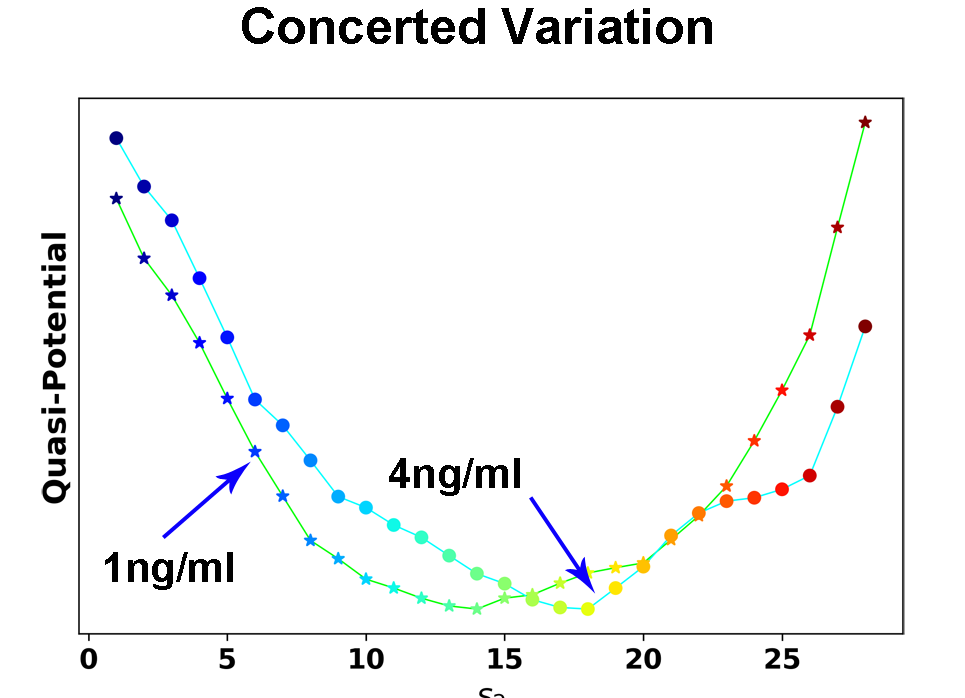 Concerted Variation
Quasi-Potential
4ng/ml
1ng/ml
0 5 10 15 20 25